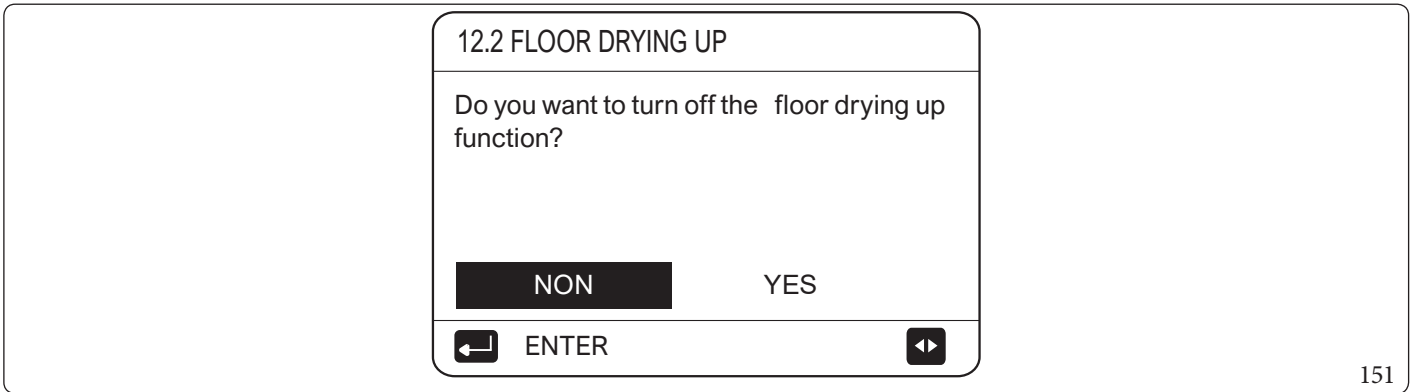 12.2 FLOOR DRYING UP
Do you want to turn off the floor drying up
function?
NON YES
ENTER
151